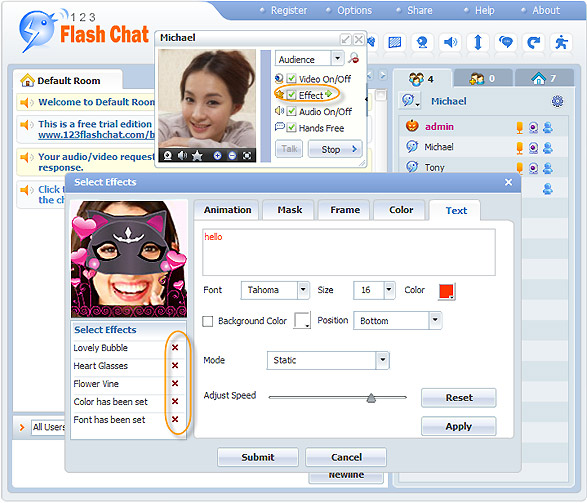 123
Flash Chat
Register
Options
Share
Help
About
Michael
Audience
Video On/Off
Effect
Audio On/Off
Hands Free
Talk
Stop
Default Room
Welcome to Default Room
This is a free trial edition
www.123flashchat.com/b
Your audio/video request
response.
Click t
the ch
4
0
7
Michael
admin
Michael
Tony
Select Effects
Animation
Mask
Frame
Color
Text
hello
Font
Tahoma
Size
16
Color
Background Color
Position
Bottom
Mode
Static
Adjust Speed
Reset
Apply
Select Effects
Lovely Bubble
Heart Glasses
Flower Vine
Color has been set
Font has been set
Submit
Cancel
All Users
Newline